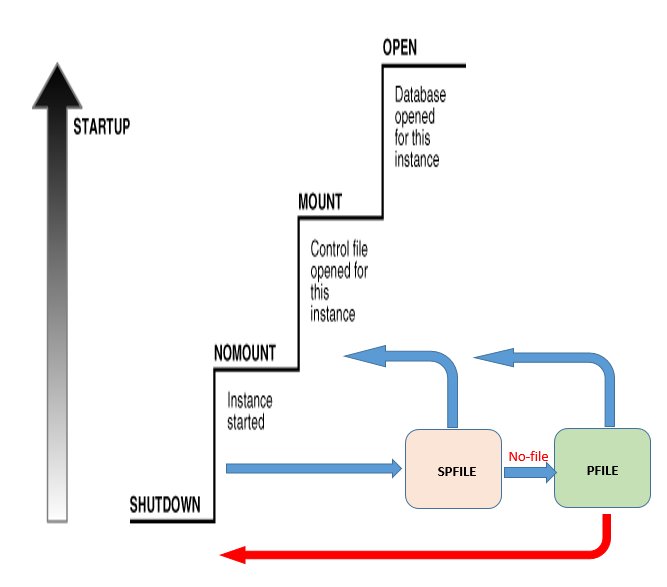 OPEN
Database
opened
for this
instance
STARTUP
MOUNT
Control file
opened for
this
instance
NOMOUNT
Instance
started
SPFILE
No-file
PFILE
SHUTDOWN